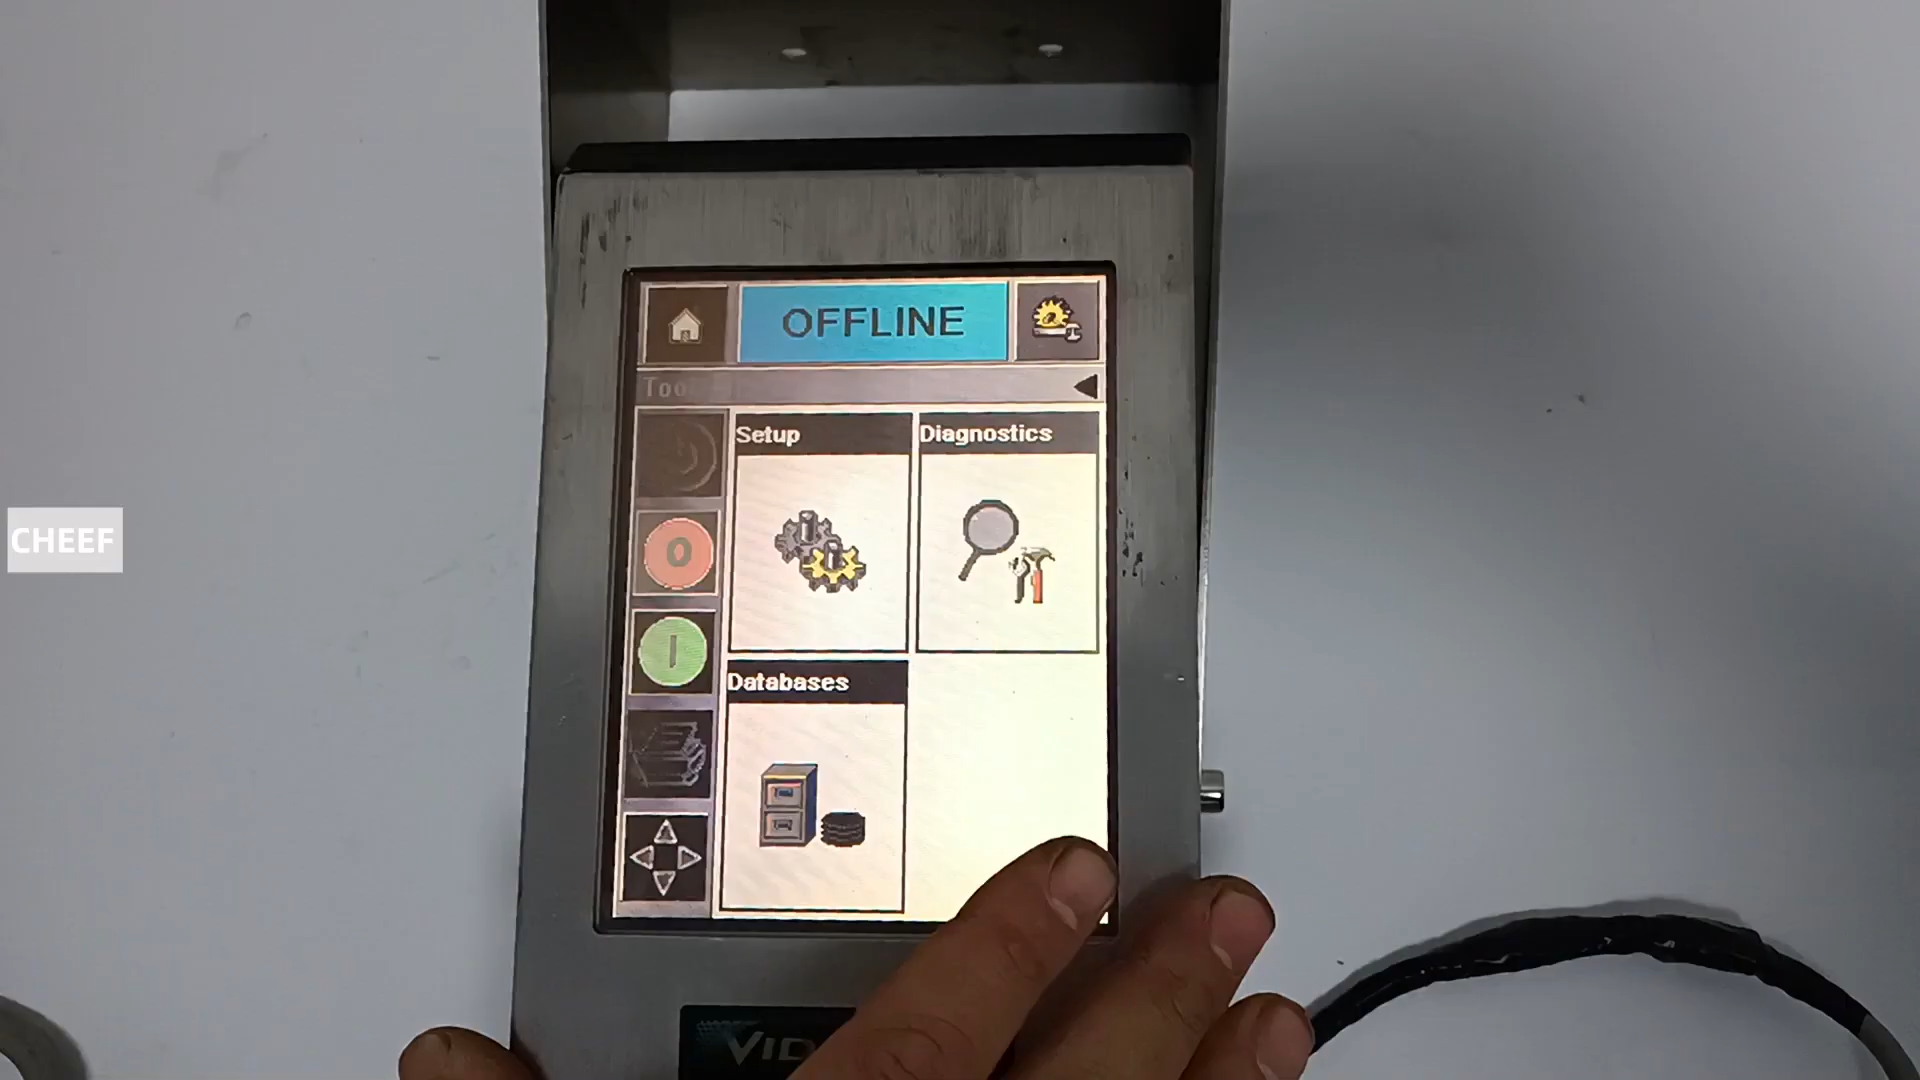 OFFLINE
Setup
Diagnostics
CHEEF
Databases